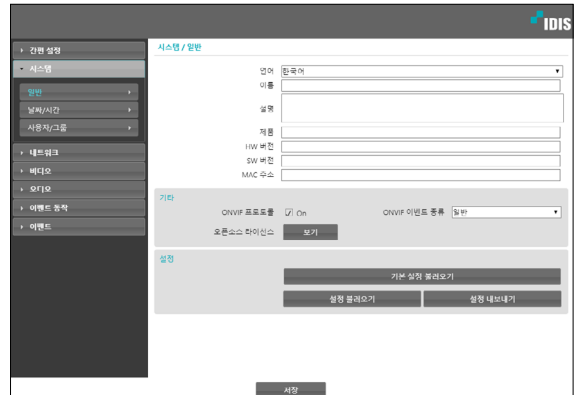 IDIS
간편 설정
시스템
일반
날짜/시간
사용자/그룹
네트워크
비디오
오디오
이벤트 동작
이벤트
시스템 / 일반
언어 한국어
이름
설명
제품
HW 버전
SW 버전
MAC 주소
기타
ONVIF 프로토콜 On ONVIF 이벤트 종류 일반
오픈소스 라이선스 보기
설정
기본 설정 불러오기
설정 불러오기 설정 내보내기
저장